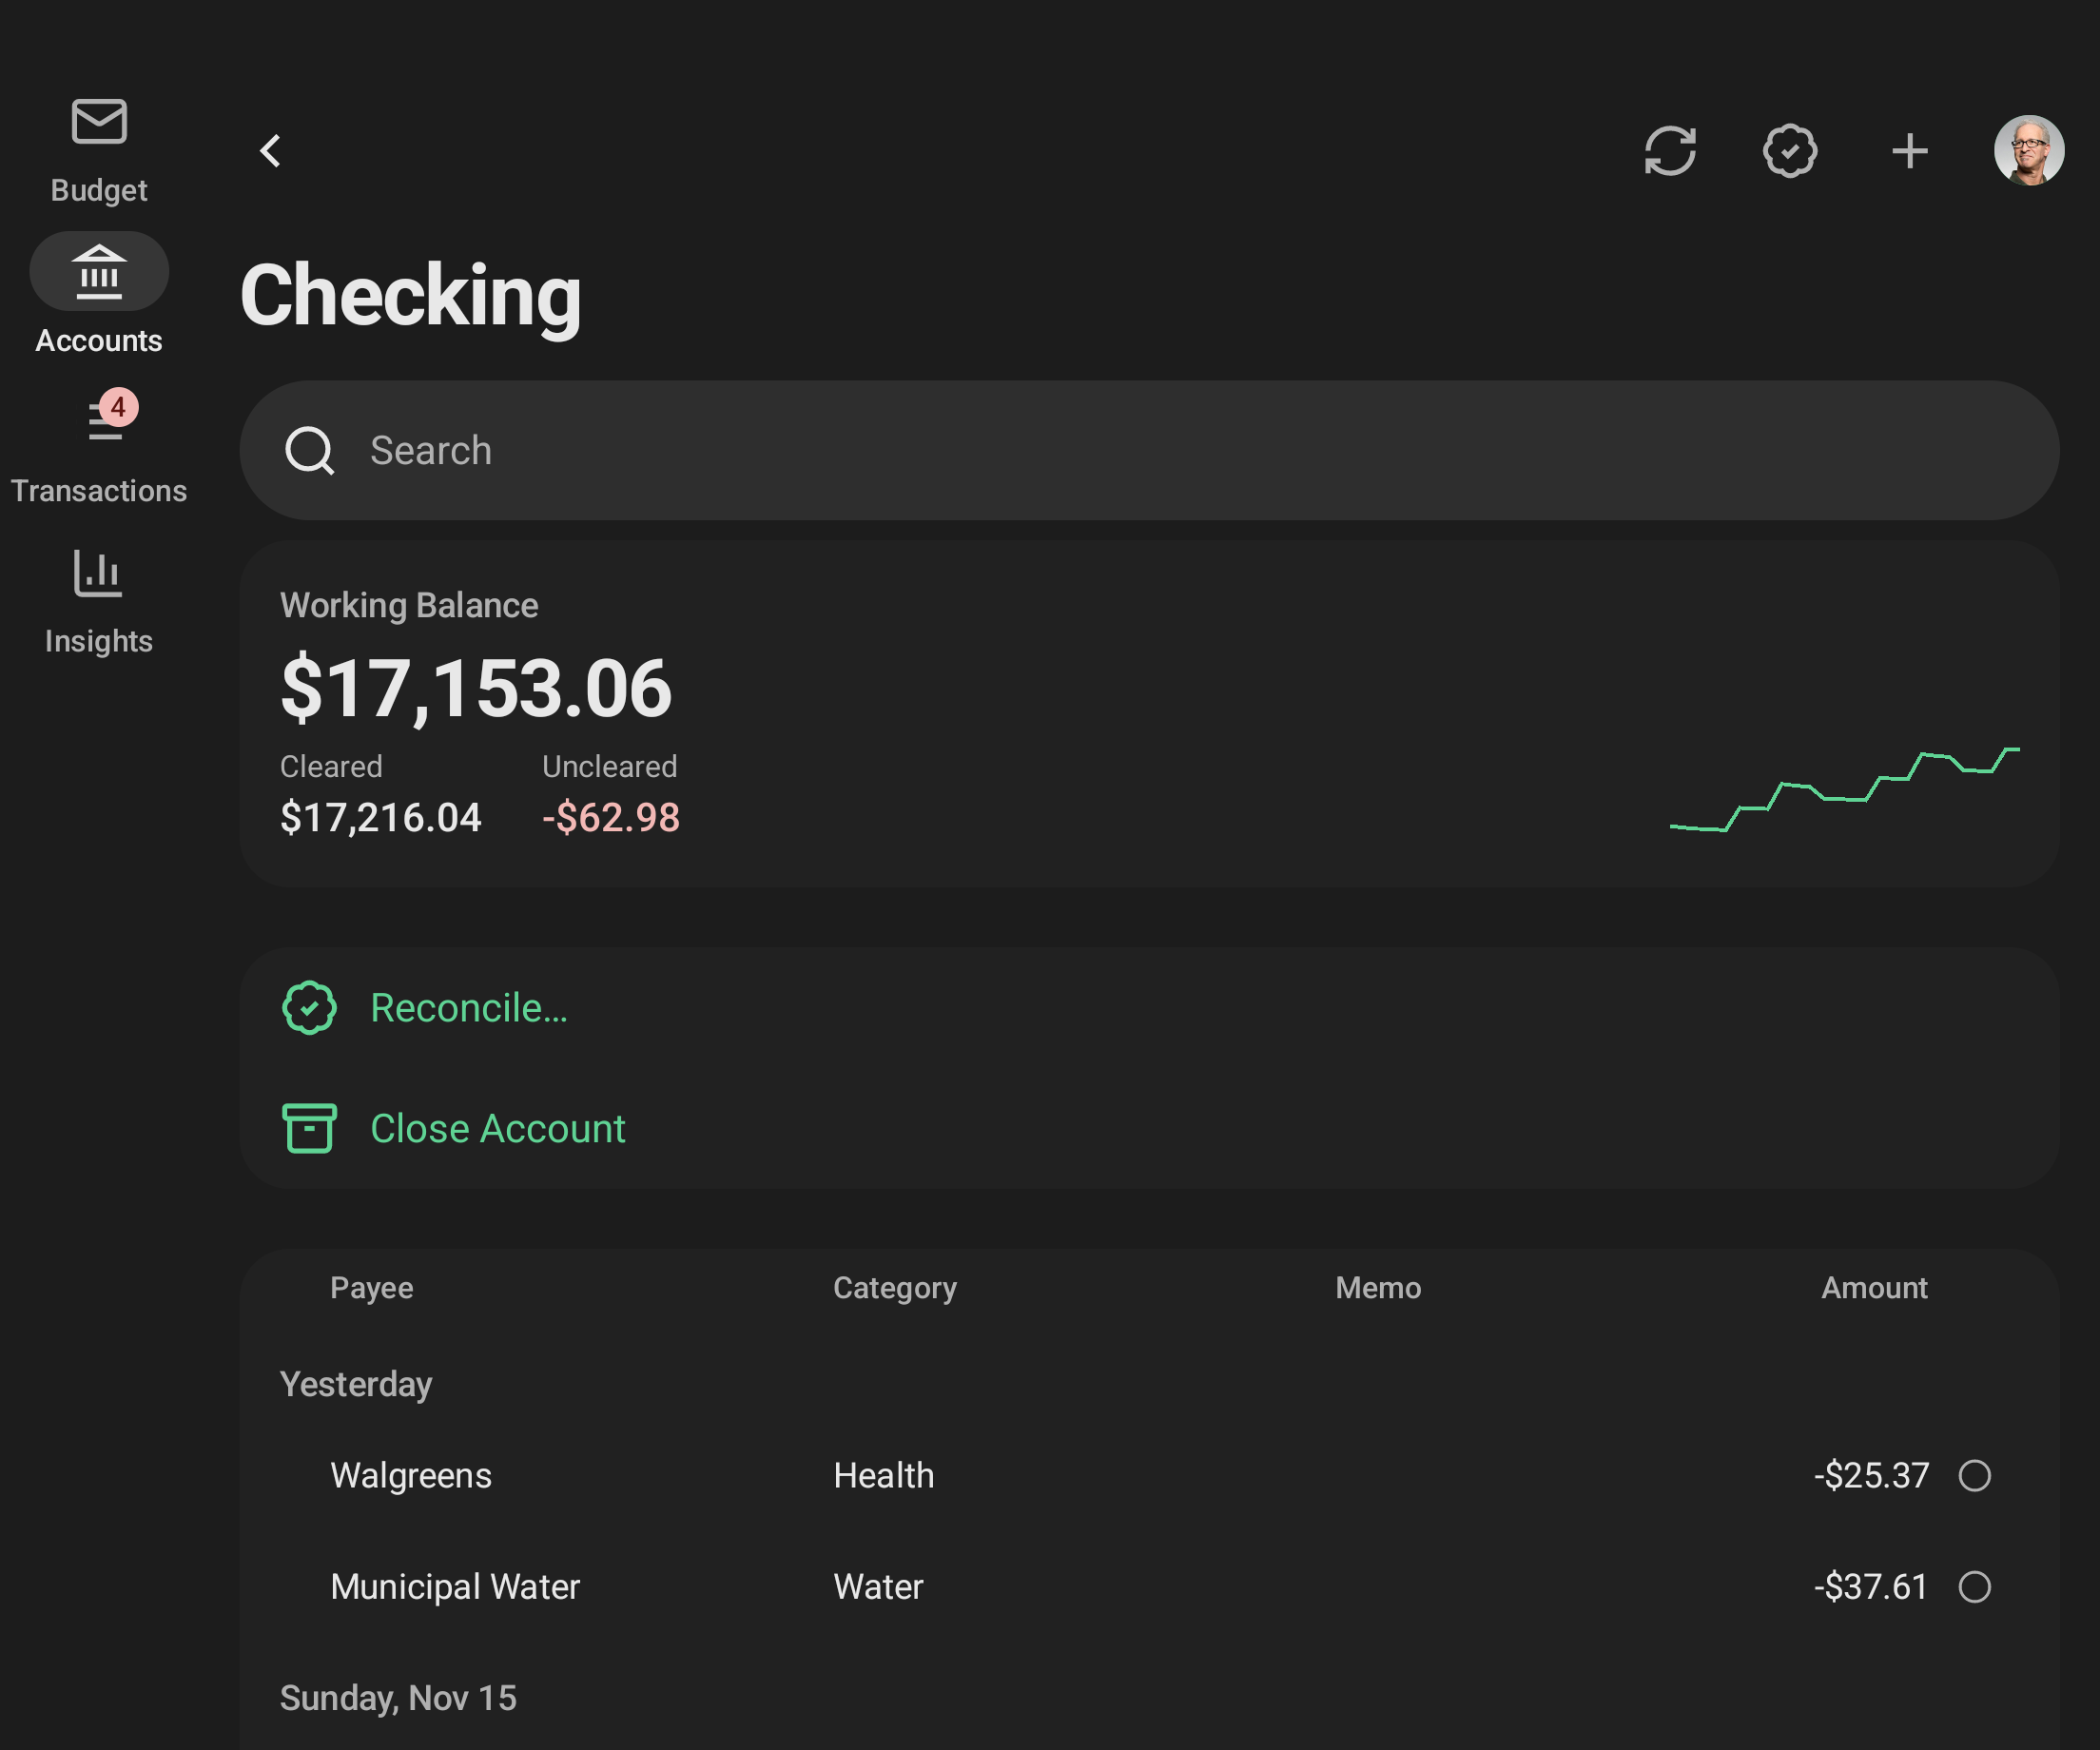 Budget
Accounts
4
Transactions
Insights
Checking
Search
Working Balance
$17,153.06
Cleared Uncleared
$17,216.04 -$62.98
Reconcile...
Close Account
Payee Category Memo Amount
Yesterday
Walgreens Health -$25.37
Municipal Water Water -$37.61
Sunday, Nov 15